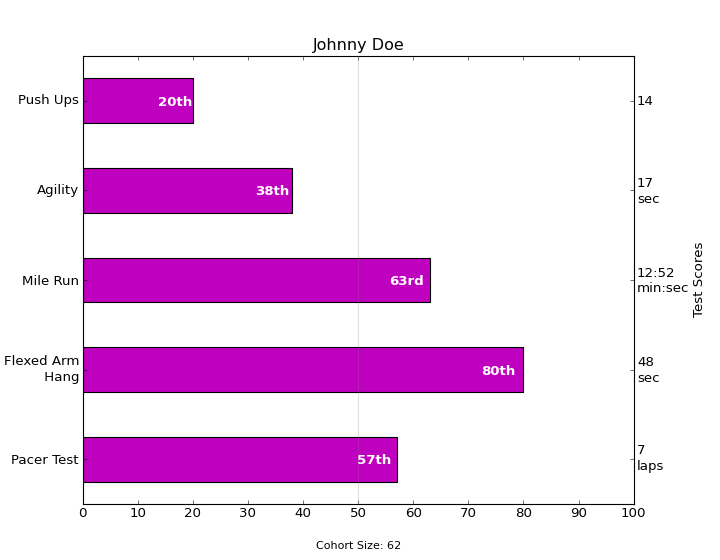 Johnny Doe
Push Ups
20th
14
Agility
38th
17
sec
Mile Run
63rd
12:52
min:sec
Test Scores
Flexed Arm
Hang
80th
48
sec
Pacer Test
57th
7
laps
0 10 20 30 40 50 60 70 80 90 100
Cohort Size: 62